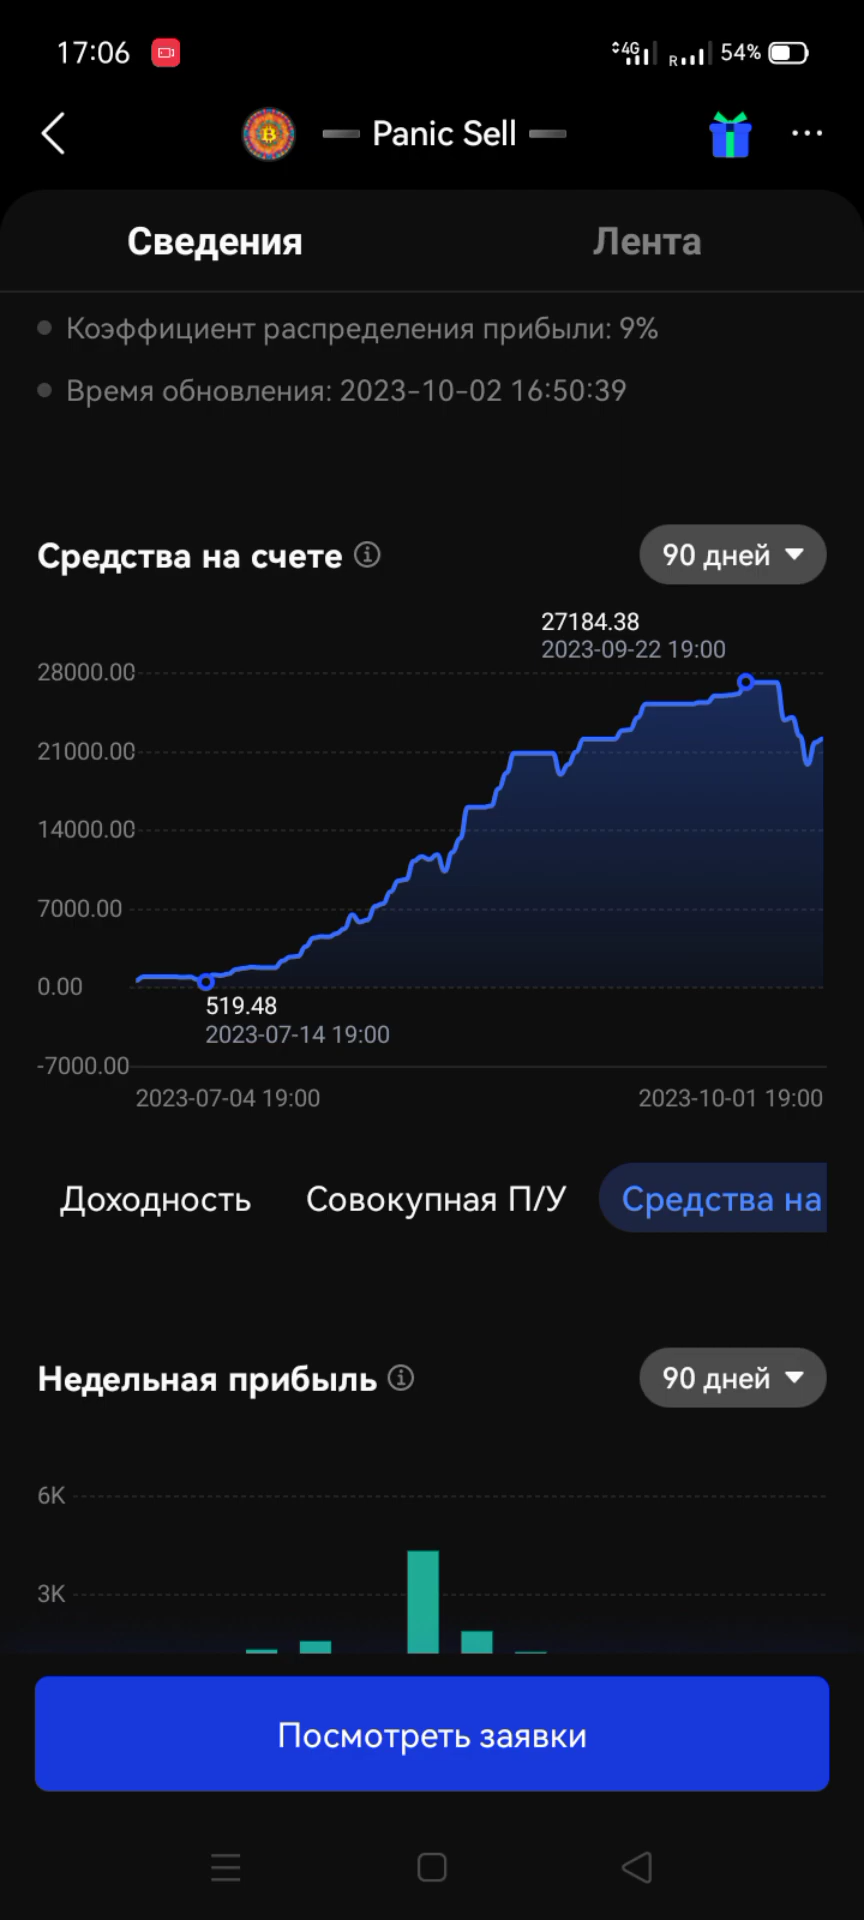 17:06
4G
R
54%
Panic Sell
Сведения
Лента
Коэффициент распределения прибыли: 9%
Время обновления: 2023-10-02 16:50:39
Средства на счете
90 дней
27184.38
2023-09-22 19:00
28000.00
21000.00
14000.00
7000.00
0.00
519.48
2023-07-14 19:00
-7000.00
2023-07-04 19:00
2023-10-01 19:00
Доходность
Совокупная П/У
Средства на
Недельная прибыль
90 дней
6K
3K
Посмотреть заявки